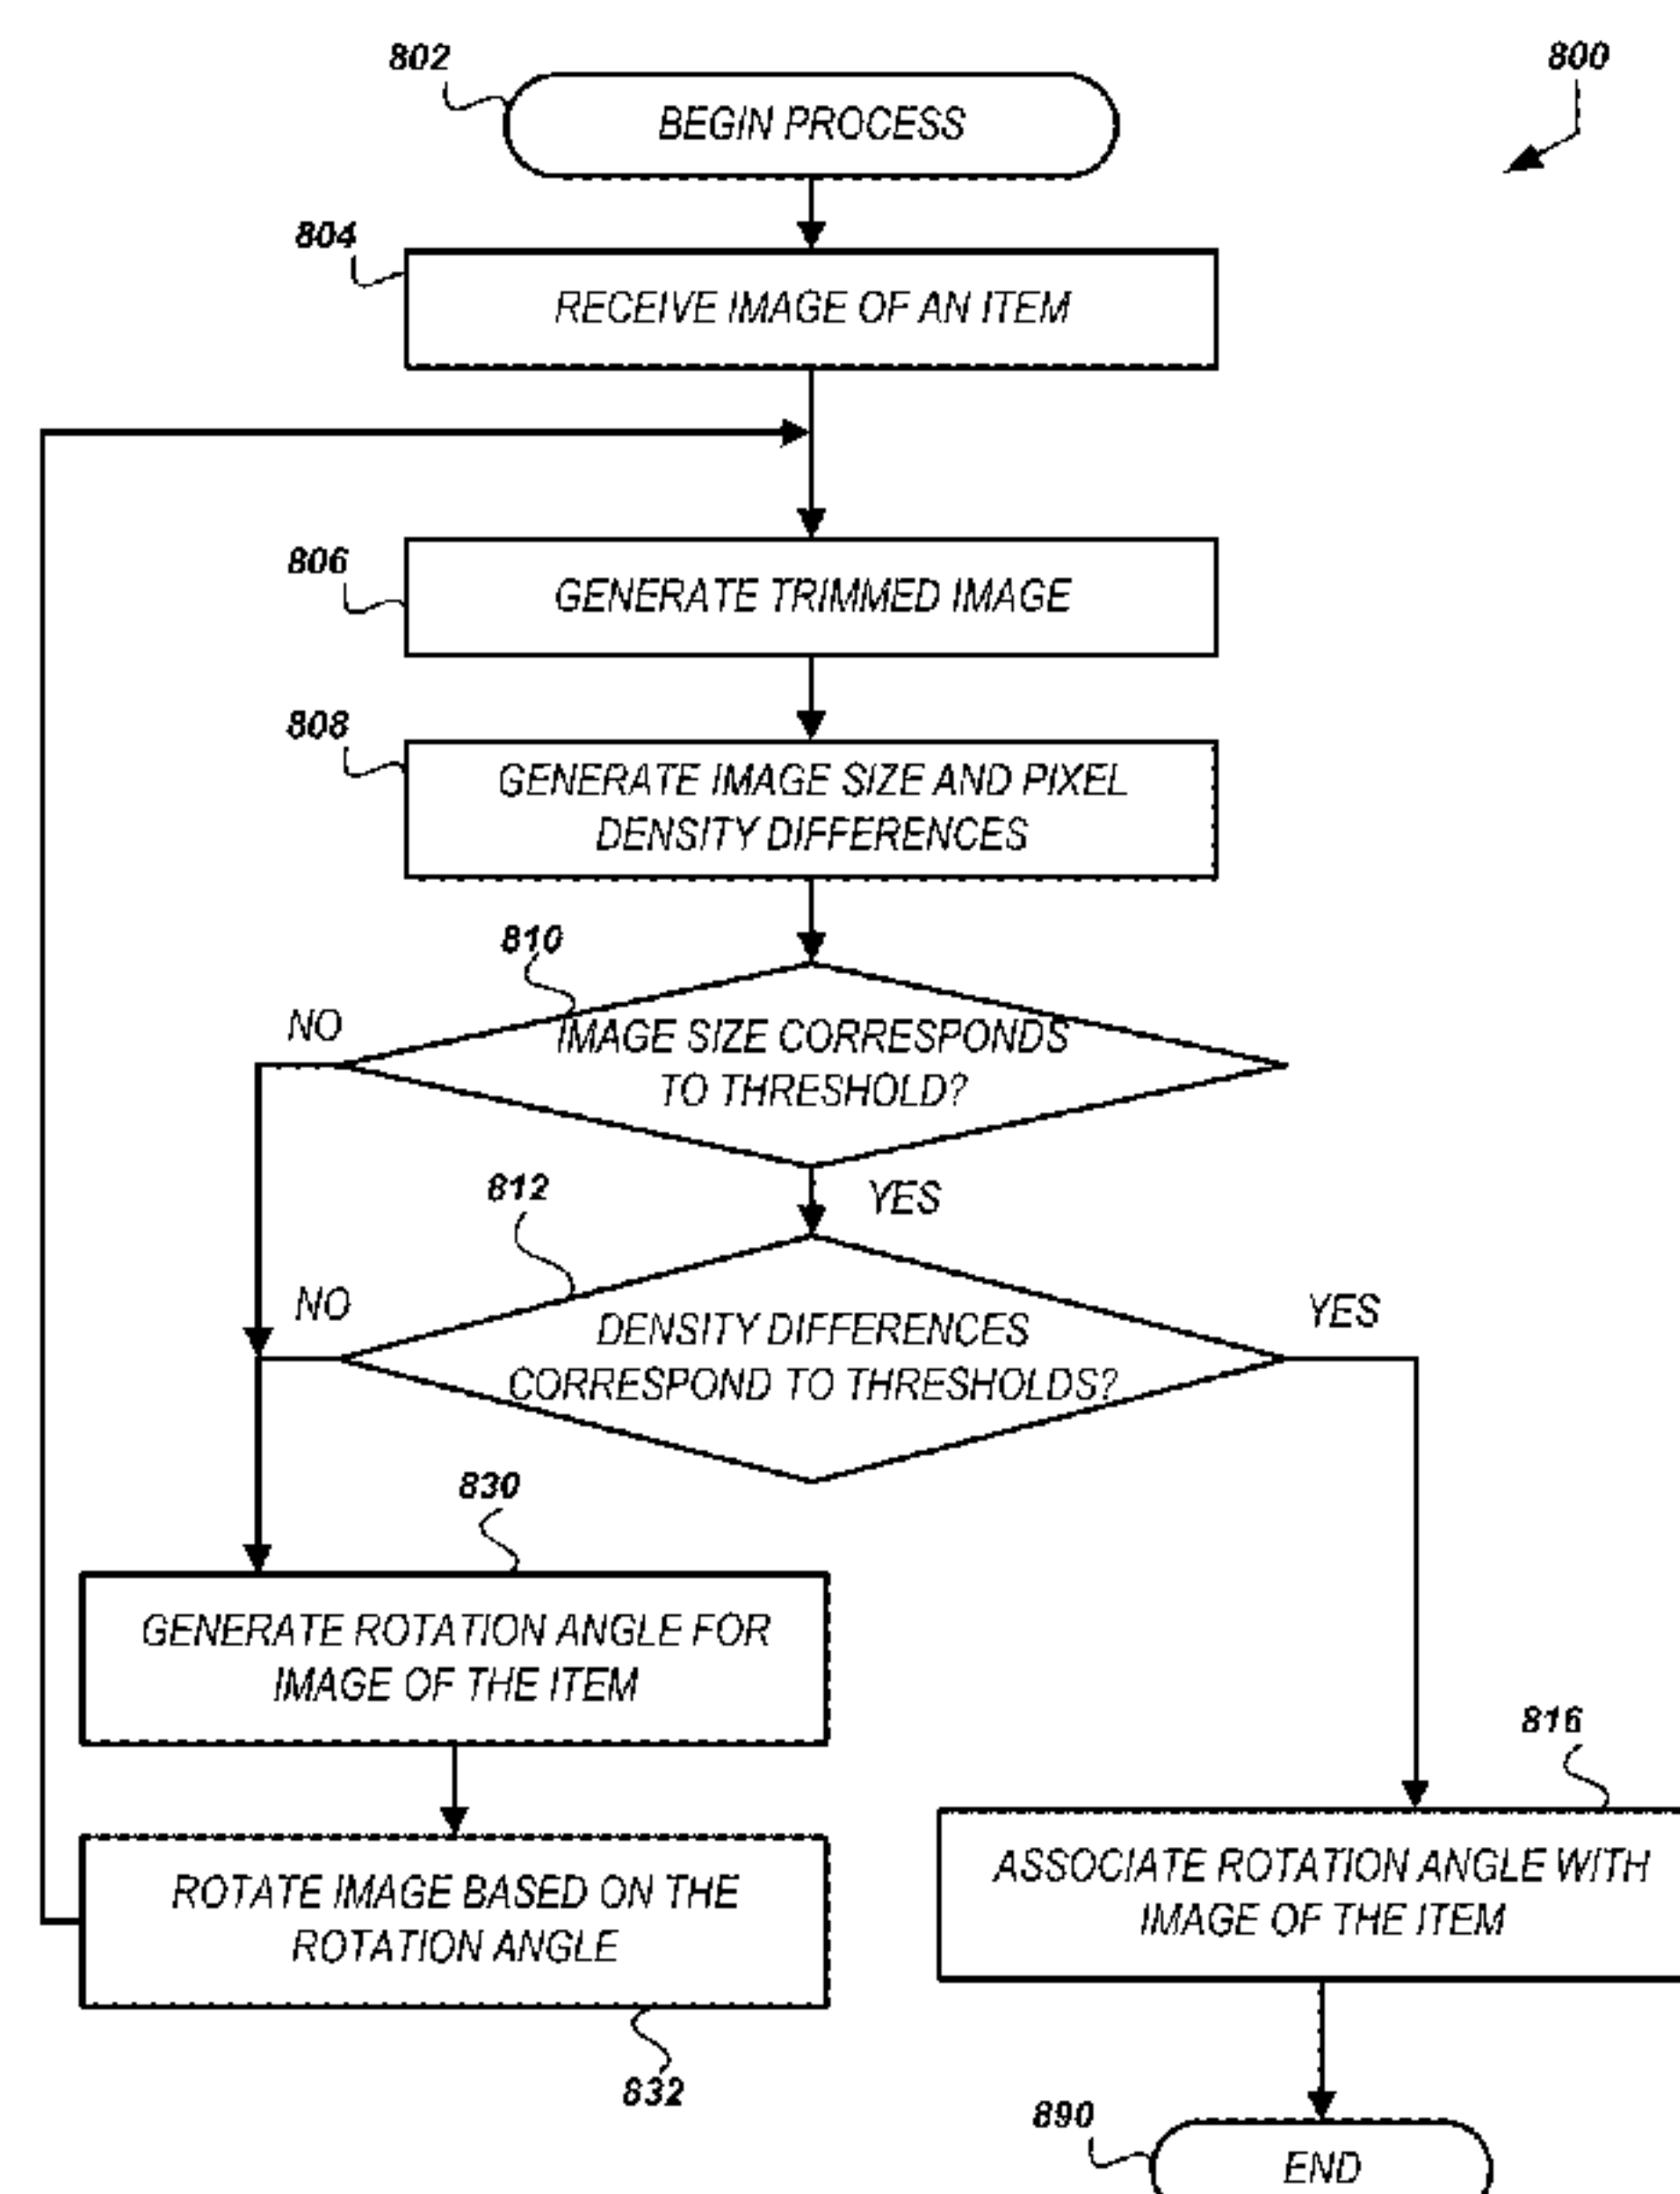 802
800
BEGIN PROCESS
804
RECEIVE IMAGE OF AN ITEM
806
GENERATE TRIMMED IMAGE
808
GENERATE IMAGE SIZE AND PIXEL
DENSITY DIFFERENCES
810
NO
IMAGE SIZE CORRESPONDS
TO THRESHOLD?
812
YES
NO
DENSITY DIFFERENCES
CORRESPOND TO THRESHOLDS?
YES
830
GENERATE ROTATION ANGLE FOR
IMAGE OF THE ITEM
816
ROTATE IMAGE BASED ON THE
ROTATION ANGLE
ASSOCIATE ROTATION ANGLE WITH
IMAGE OF THE ITEM
832
890
END